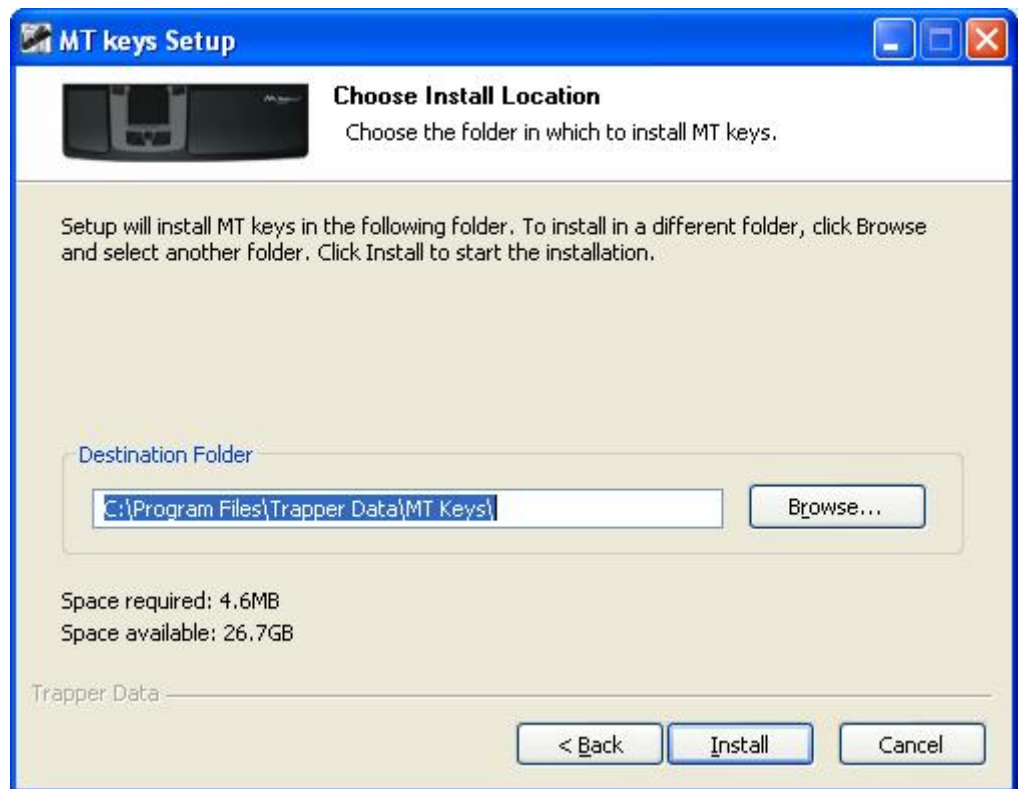 MT keys Setup
Choose Install Location
Choose the folder in which to install MT keys.
Setup will install MT keys in the following folder. To install in a different folder, click Browse
and select another folder. Click Install to start the installation.
Destination Folder
C:\Program Files\Trapper Data\MT Keys\
Browse...
Space required: 4.6MB
Space available: 26.7GB
Trapper Data
< Back
Install
Cancel